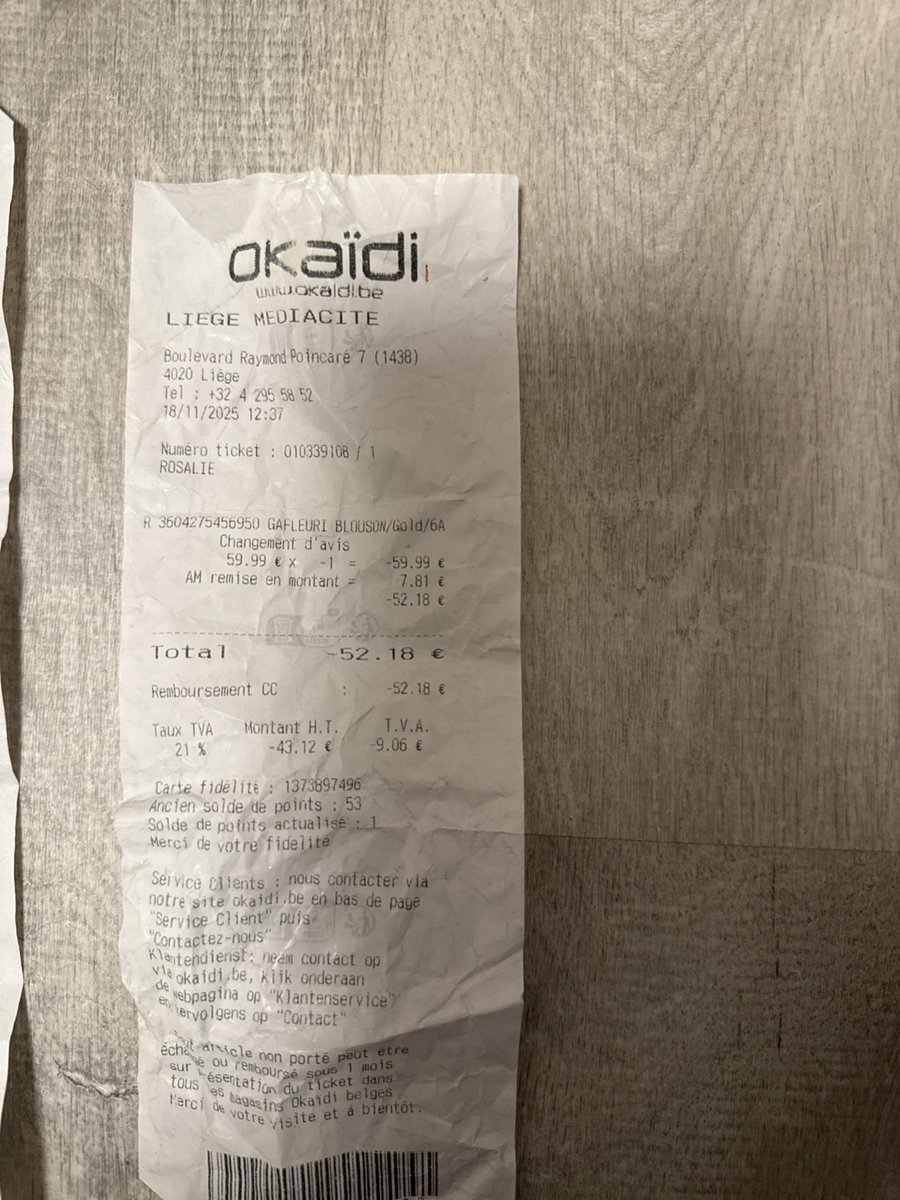 okaïdi
www.okaidi.be
LIEGE MEDIACITE
Boulevard Raymond Poincaré 7 (1438)
4020 Liège
Tel : +32 4 295 58 52
18/11/2025 12:37
Numéro ticket : 010339108 / 1
ROSALIE
R 3604275456950 GAFLEURI BLOUSON/Gold/6A
Changement d'avis
59.99 € x -1 = -59.99 €
AM remise en montant = 7.81 €
-52.18 €
Total -52.18 €
Remboursement CC : -52.18 €
Taux TVA Montant H.T. T.V.A.
21 % -43.12 € -9.06 €
Carte fidélité : 1373897496
Ancien solde de points : 53
Solde de points actualisé : 1
Merci de votre fidelité
Service Clients : nous contacter via
notre site okaidi.be en bas de page
"Service Client" puis
"Contactez-nous"
Klantendienst: neem contact op
via okaidi.be, klik onderaan
de webpagina op "Klantenservice"
en vervolgens op "Contact"
article non porté peut être
ou remboursé sous 1 mois
sur présentation du ticket dans
tous les magasins Okaïdi belges
Merci de votre visite et à bientôt.